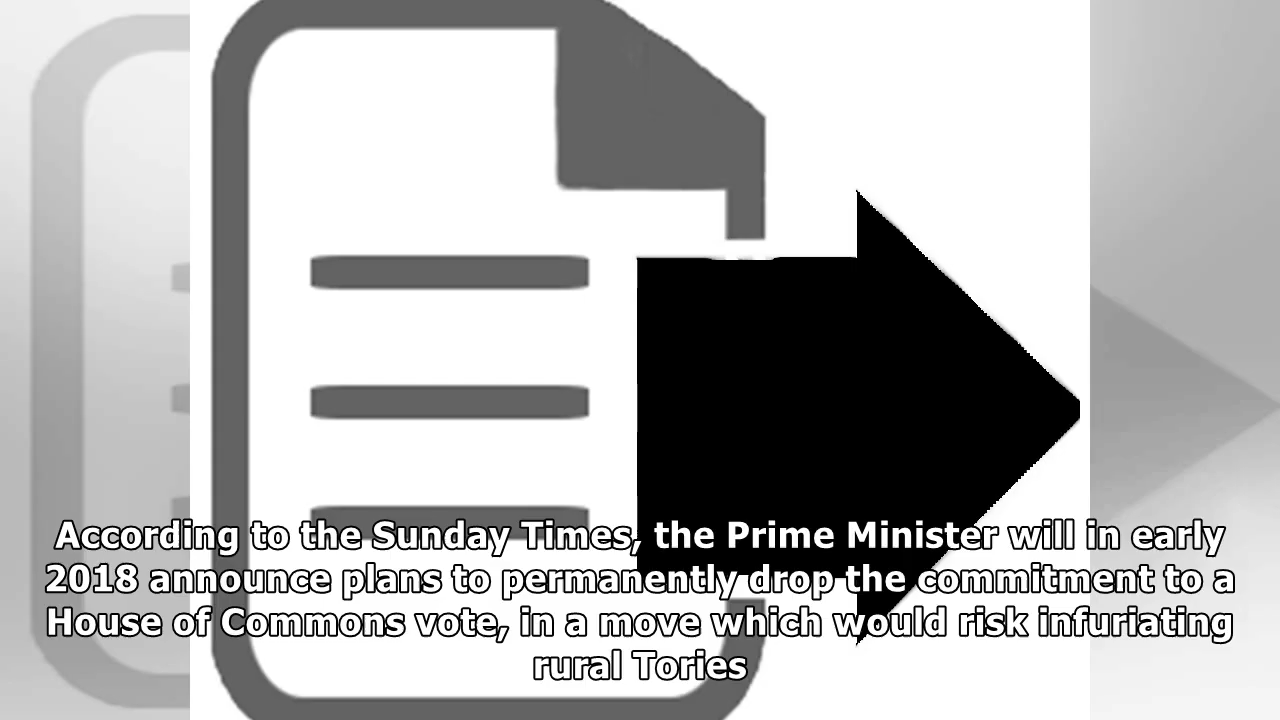 According to the Sunday Times, the Prime Minister will in early
2018 announce plans to permanently drop the commitment to a
House of Commons vote, in a move which would risk infuriating
rural Tories